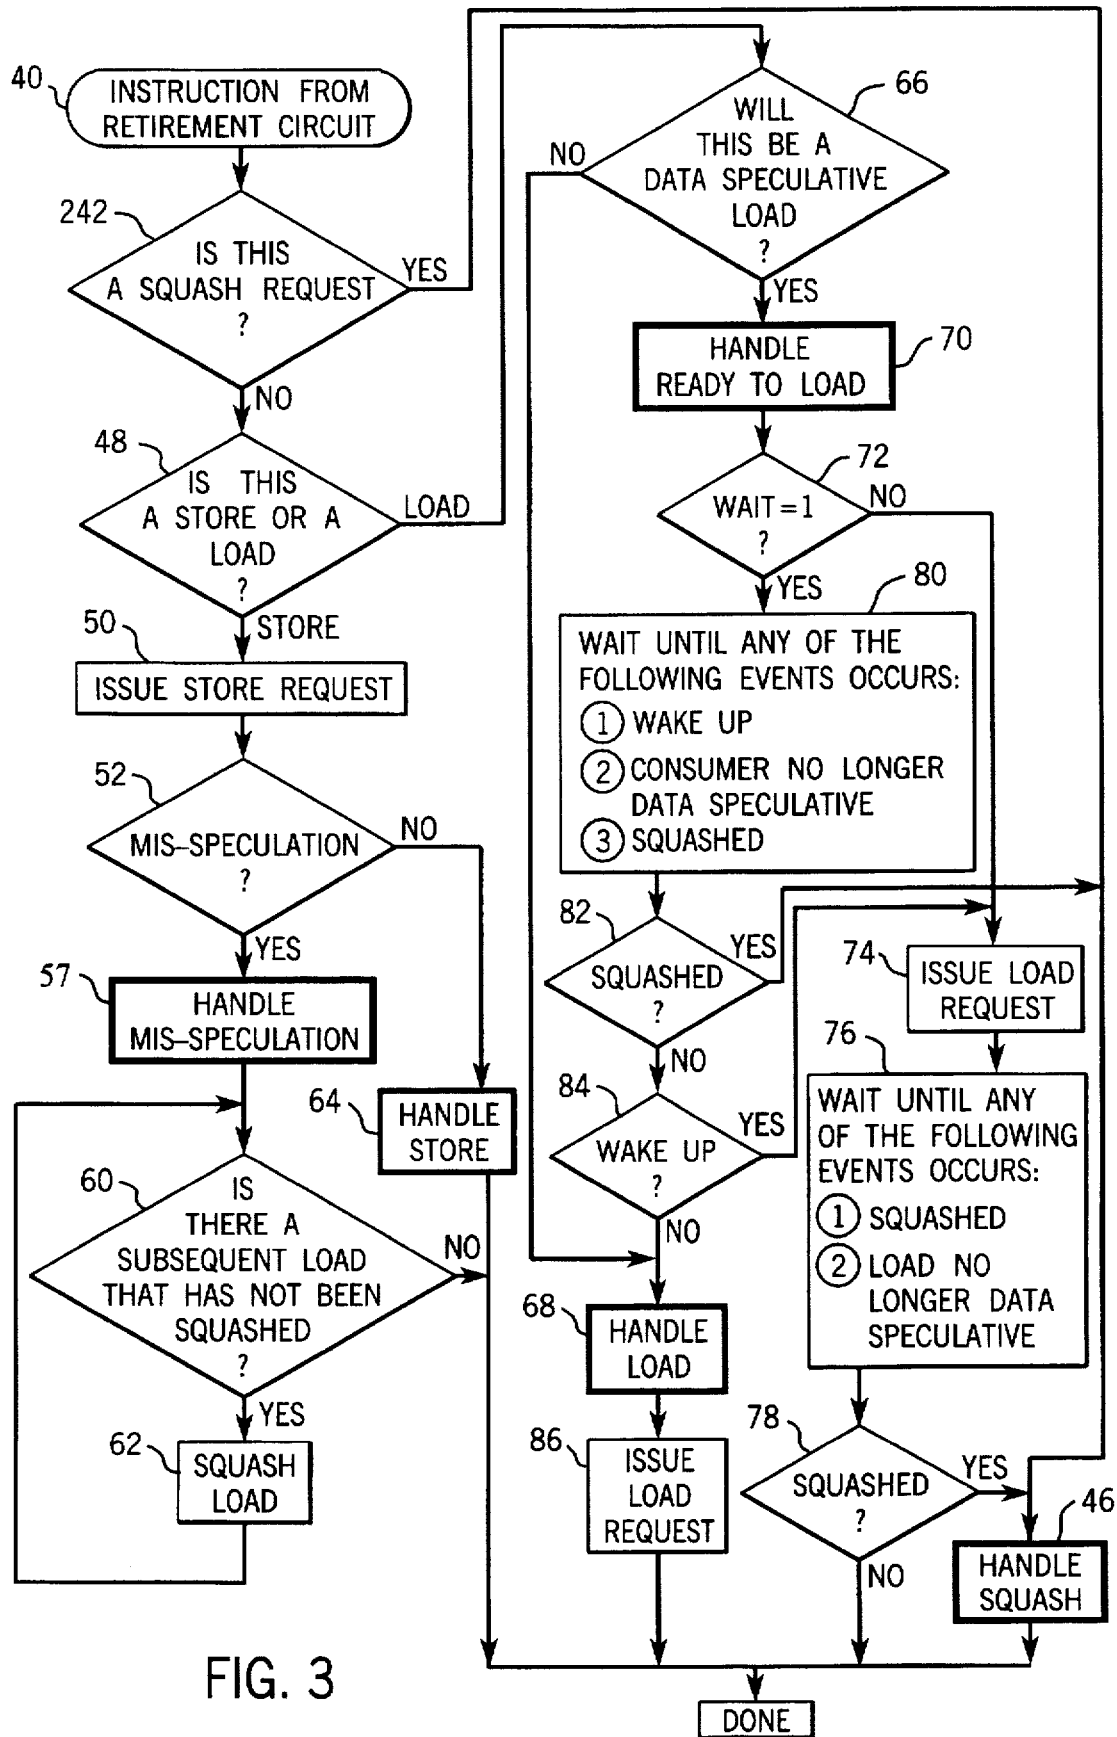 40
INSTRUCTION FROM
RETIREMENT CIRCUIT
242
IS THIS
A SQUASH REQUEST
?
YES
NO
48
IS THIS
A STORE OR A
LOAD
?
LOAD
STORE
50
ISSUE STORE REQUEST
52
MIS-SPECULATION
?
NO
YES
57
HANDLE
MIS-SPECULATION
64
HANDLE
STORE
60
IS
THERE A
SUBSEQUENT LOAD
THAT HAS NOT BEEN
SQUASHED
?
NO
YES
62
SQUASH
LOAD
66
WILL
THIS BE A
DATA SPECULATIVE
LOAD
?
NO
YES
70
HANDLE
READY TO LOAD
72
WAIT=1
?
NO
YES
80
WAIT UNTIL ANY OF THE
FOLLOWING EVENTS OCCURS:
1 WAKE UP
2 CONSUMER NO LONGER
DATA SPECULATIVE
3 SQUASHED
82
SQUASHED
?
YES
NO
84
WAKE UP
?
YES
NO
68
HANDLE
LOAD
86
ISSUE
LOAD
REQUEST
74
ISSUE LOAD
REQUEST
76
WAIT UNTIL ANY
OF THE FOLLOWING
EVENTS OCCURS:
1 SQUASHED
2 LOAD NO
LONGER DATA
SPECULATIVE
78
SQUASHED
?
YES
NO
46
HANDLE
SQUASH
DONE
FIG. 3